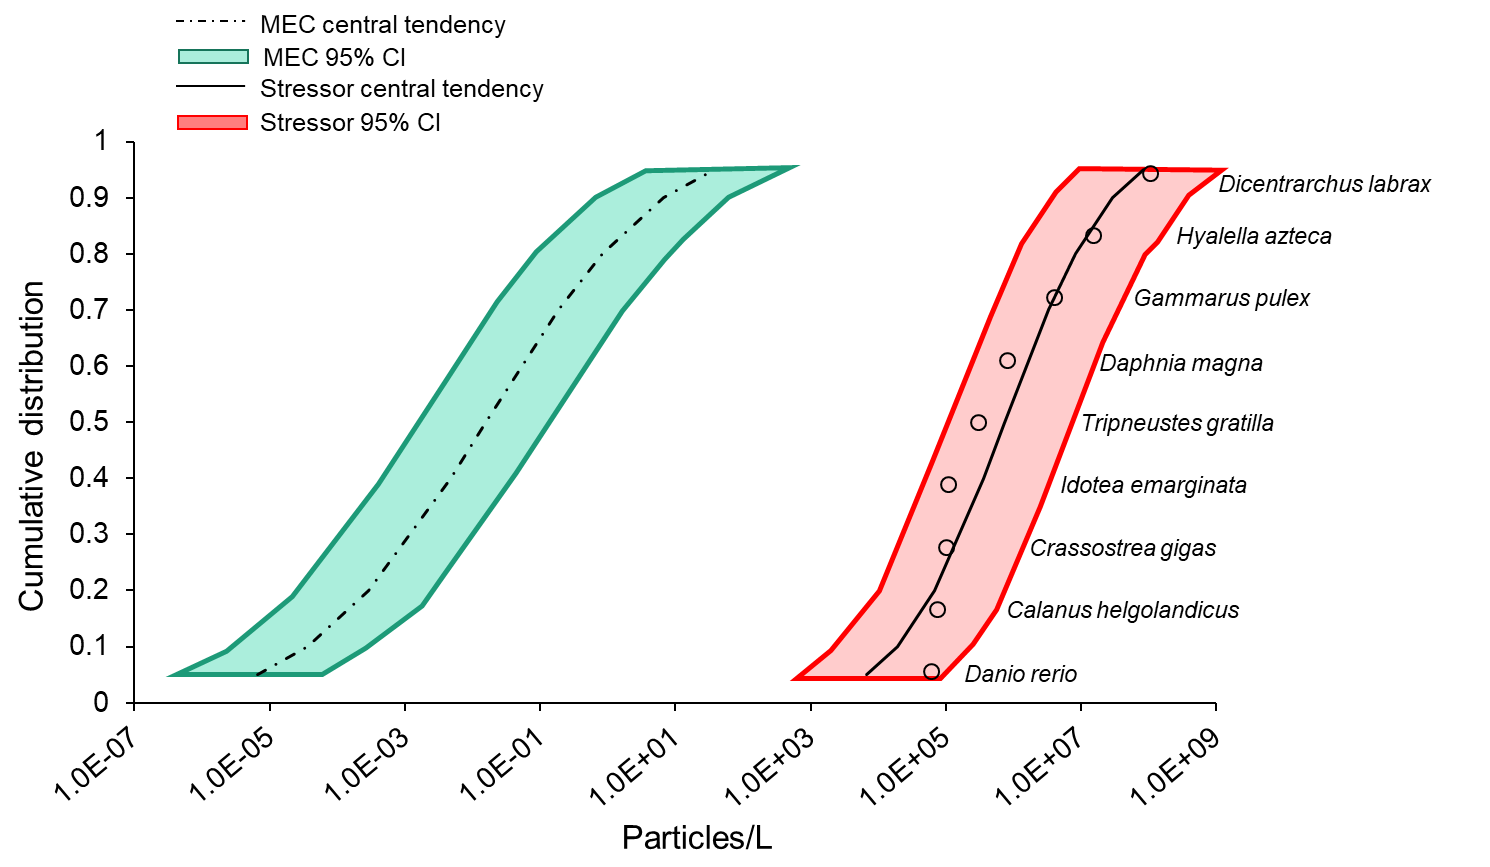 MEC central tendency
MEC 95% CI
Stressor central tendency
Stressor 95% CI
1
0.9
0.8
0.7
0.6
0.5
0.4
0.3
0.2
0.1
0
Cumulative distribution
Dicentrarchus labrax
Hyalella azteca
Gammarus pulex
Daphnia magna
Tripneustes gratilla
Idotea emarginata
Crassostrea gigas
Calanus helgolandicus
Danio rerio
1.0E-07
1.0E-05
1.0E-03
1.0E-01
1.0E+01
1.0E+03
1.0E+05
1.0E+07
1.0E+09
Particles/L